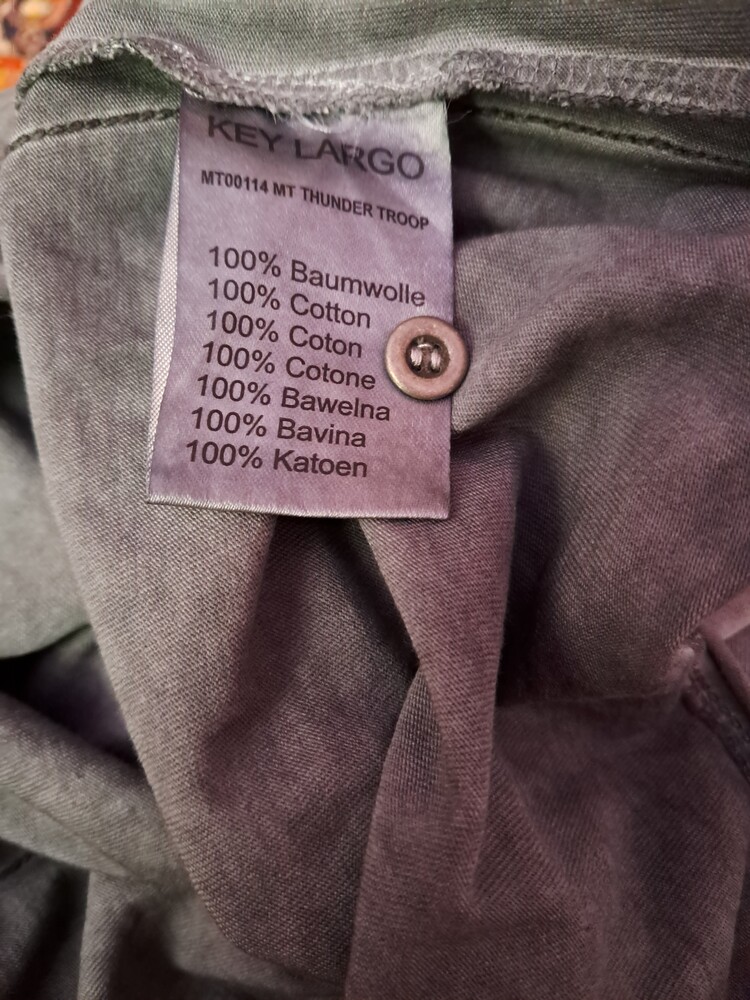 KEY LARGO
MT00114 MT THUNDER TROOP
100% Baumwolle
100% Cotton
100% Coton
100% Cotone
100% Bawelna
100% Bavina
100% Katoen